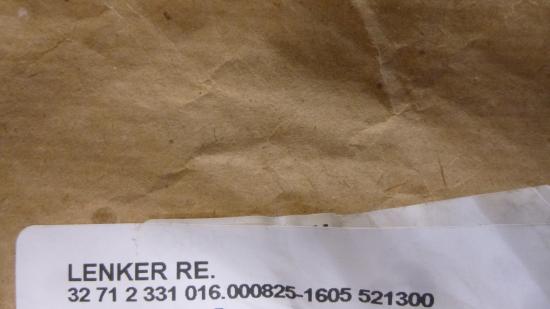 LENKER RE.
32 71 2 331 016.000825-1605 521300